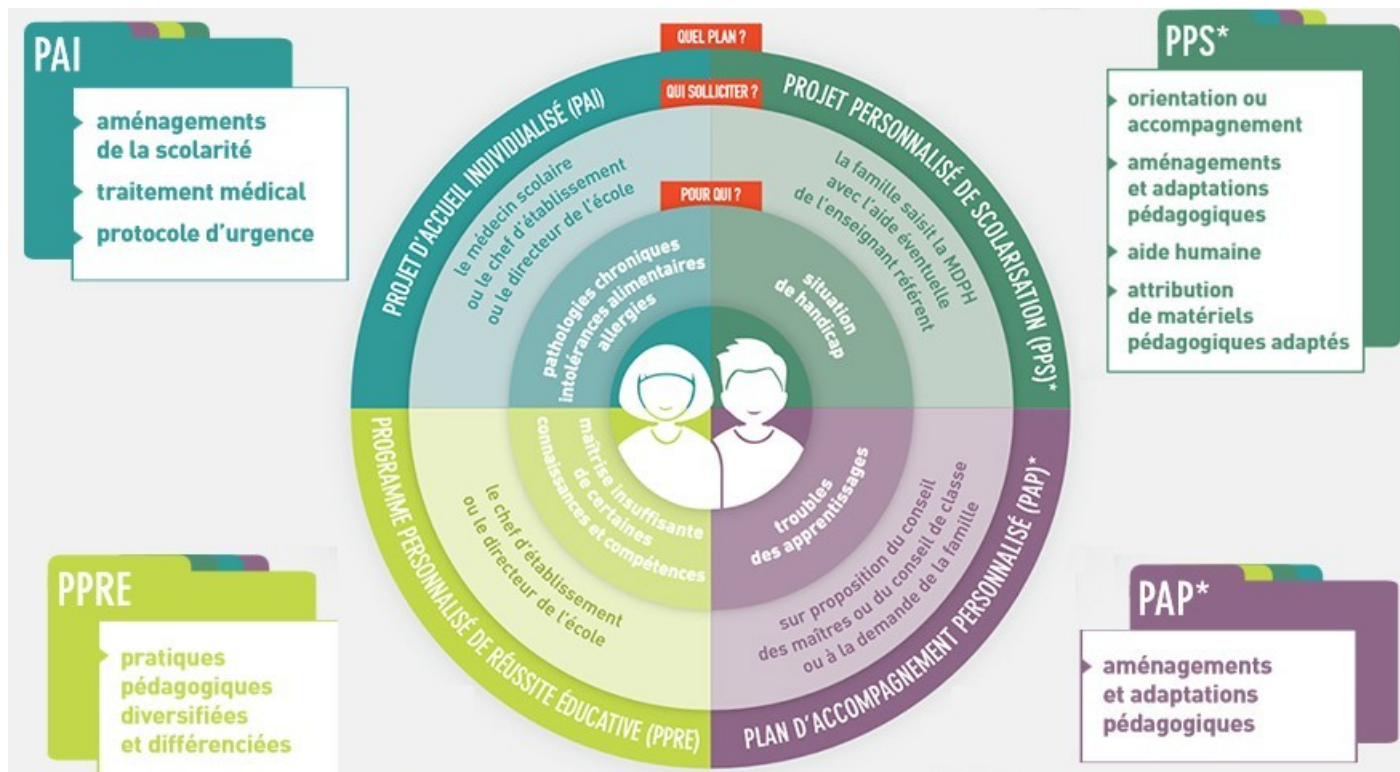 PAI
aménagements
de la scolarité
traitement médical
protocole d'urgence
QUEL PLAN ?
QUI SOLLICITER ?
POUR QUI ?
PROJET D'ACCUEIL INDIVIDUALISÉ (PAI)
le médecin scolaire
ou le chef d'établissement
ou le directeur de l'école
pathologies chroniques
intolérances alimentaires
allergies
PROJET PERSONNALISÉ DE SCOLARISATION (PPS)*
la famille saisit la MDPH
avec l'aide éventuelle
de l'enseignant référent
situation
de handicap
PPS*
orientation ou
accompagnement
aménagements
et adaptations
pédagogiques
aide humaine
attribution
de matériels
pédagogiques adaptés
PROGRAMME PERSONNALISÉ DE RÉUSSITE ÉDUCATIVE (PPRE)
le chef d'établissement
ou le directeur de l'école
maîtrise insuffisante
de certaines
connaissances et compétences
PLAN D'ACCOMPAGNEMENT PERSONNALISÉ (PAP)*
sur proposition du conseil
des maîtres ou du conseil de classe
ou à la demande de la famille
troubles
des apprentissages
PPRE
pratiques
pédagogiques
diversifiées
et différenciées
PAP*
aménagements
et adaptations
pédagogiques